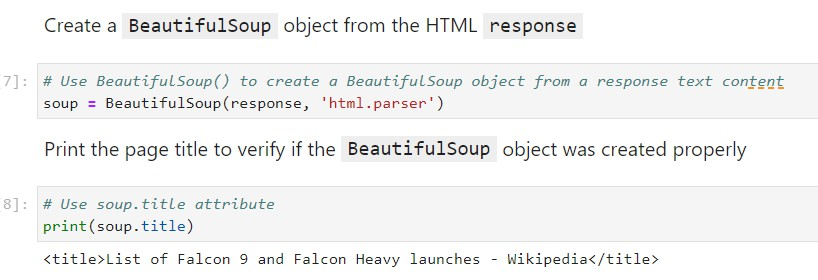 Create a BeautifulSoup object from the HTML response
7]: # Use BeautifulSoup() to create a BeautifulSoup object from a response text content
soup = BeautifulSoup(response, 'html.parser')
Print the page title to verify if the BeautifulSoup object was created properly
8]: # Use soup.title attribute
print(soup.title)
<title>List of Falcon 9 and Falcon Heavy launches - Wikipedia</title>